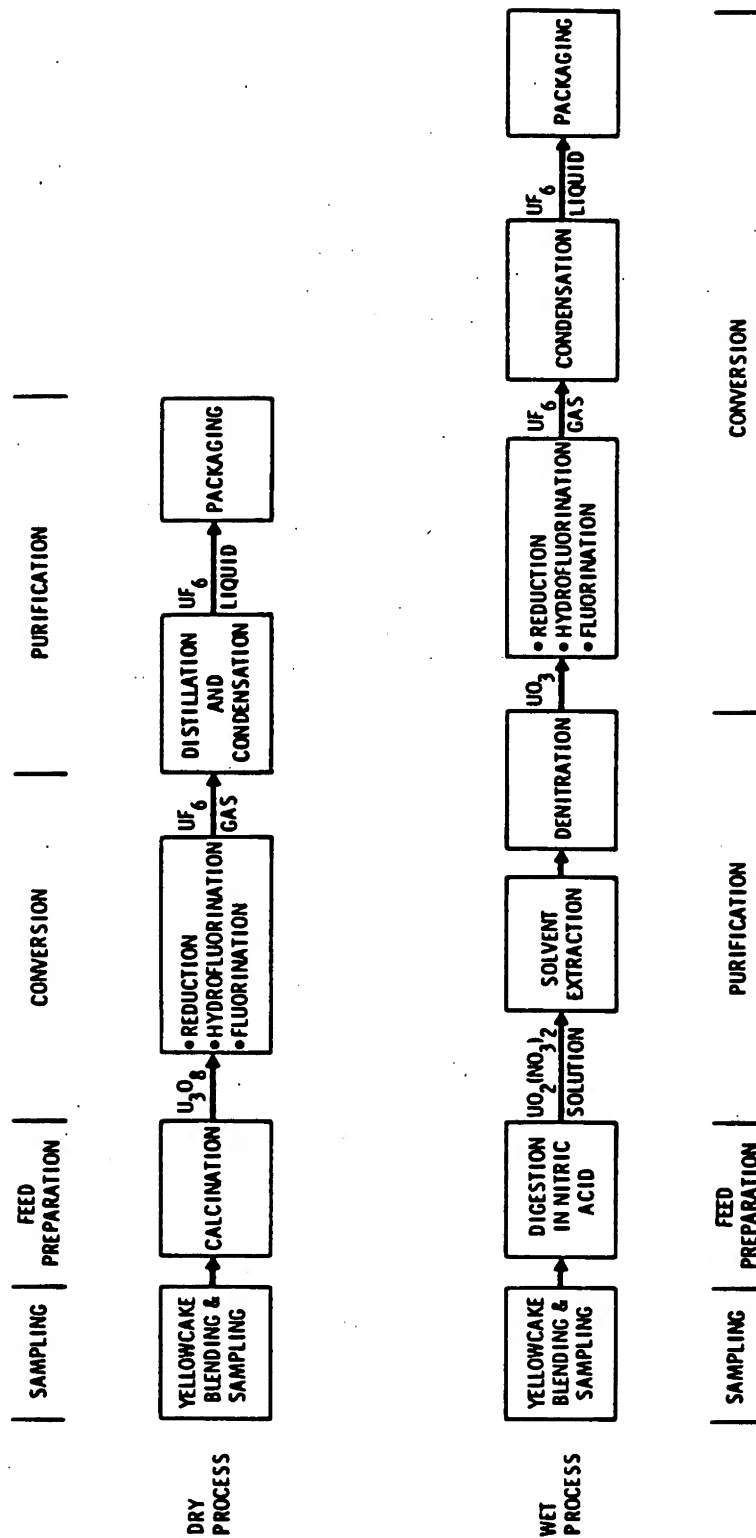 SAMPLING
FEED
PREPARATION
CONVERSION
PURIFICATION
DRY
PROCESS
YELLOWCAKE
BLENDING &
SAMPLING
CALCINATION
U3O8
• REDUCTION
• HYDROFLUORINATION
• FLUORINATION
UF6
GAS
DISTILLATION
AND
CONDENSATION
UF6
LIQUID
PACKAGING
WET
PROCESS
YELLOWCAKE
BLENDING &
SAMPLING
DIGESTION
IN NITRIC
ACID
UO2(NO3)2
SOLUTION
SOLVENT
EXTRACTION
DENITRATION
UO3
• REDUCTION
• HYDROFLUORINATION
• FLUORINATION
UF6
GAS
CONDENSATION
UF6
LIQUID
PACKAGING
SAMPLING
FEED
PREPARATION
PURIFICATION
CONVERSION